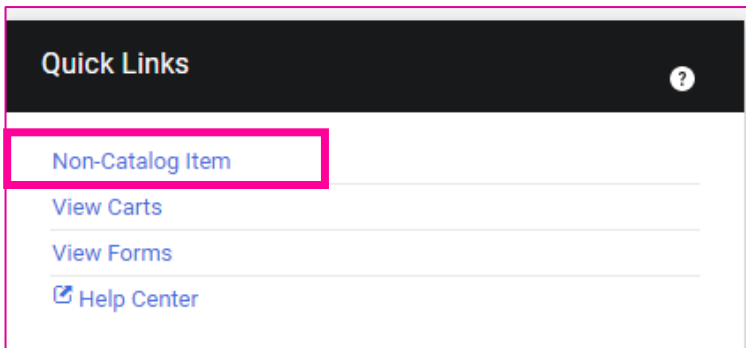 Quick Links
?
Non-Catalog Item
View Carts
View Forms
Help Center